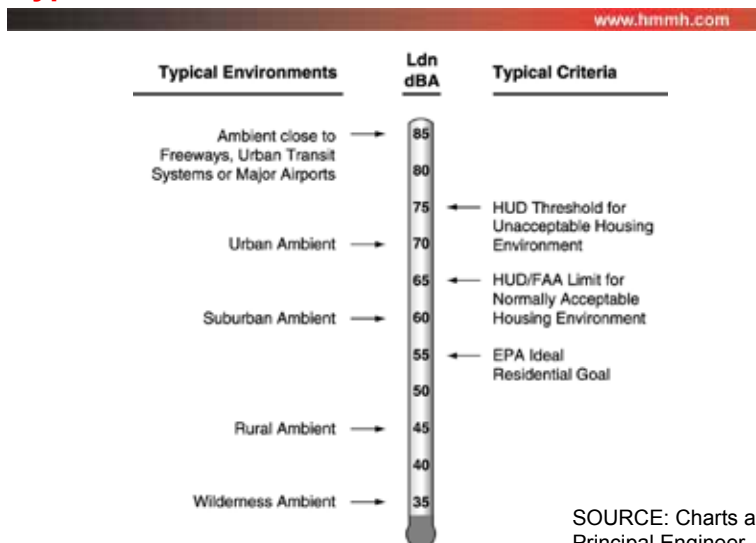 www.hmmh.com
Typical Environments
Ldn
dBA
Typical Criteria
Ambient close to
Freeways, Urban Transit
Systems or Major Airports
Urban Ambient
Suburban Ambient
Rural Ambient
Wilderness Ambient
85
80
75
70
65
60
55
50
45
40
35
HUD Threshold for
Unacceptable Housing
Environment
HUD/FAA Limit for
Normally Acceptable
Housing Environment
EPA Ideal
Residential Goal
SOURCE: Charts a